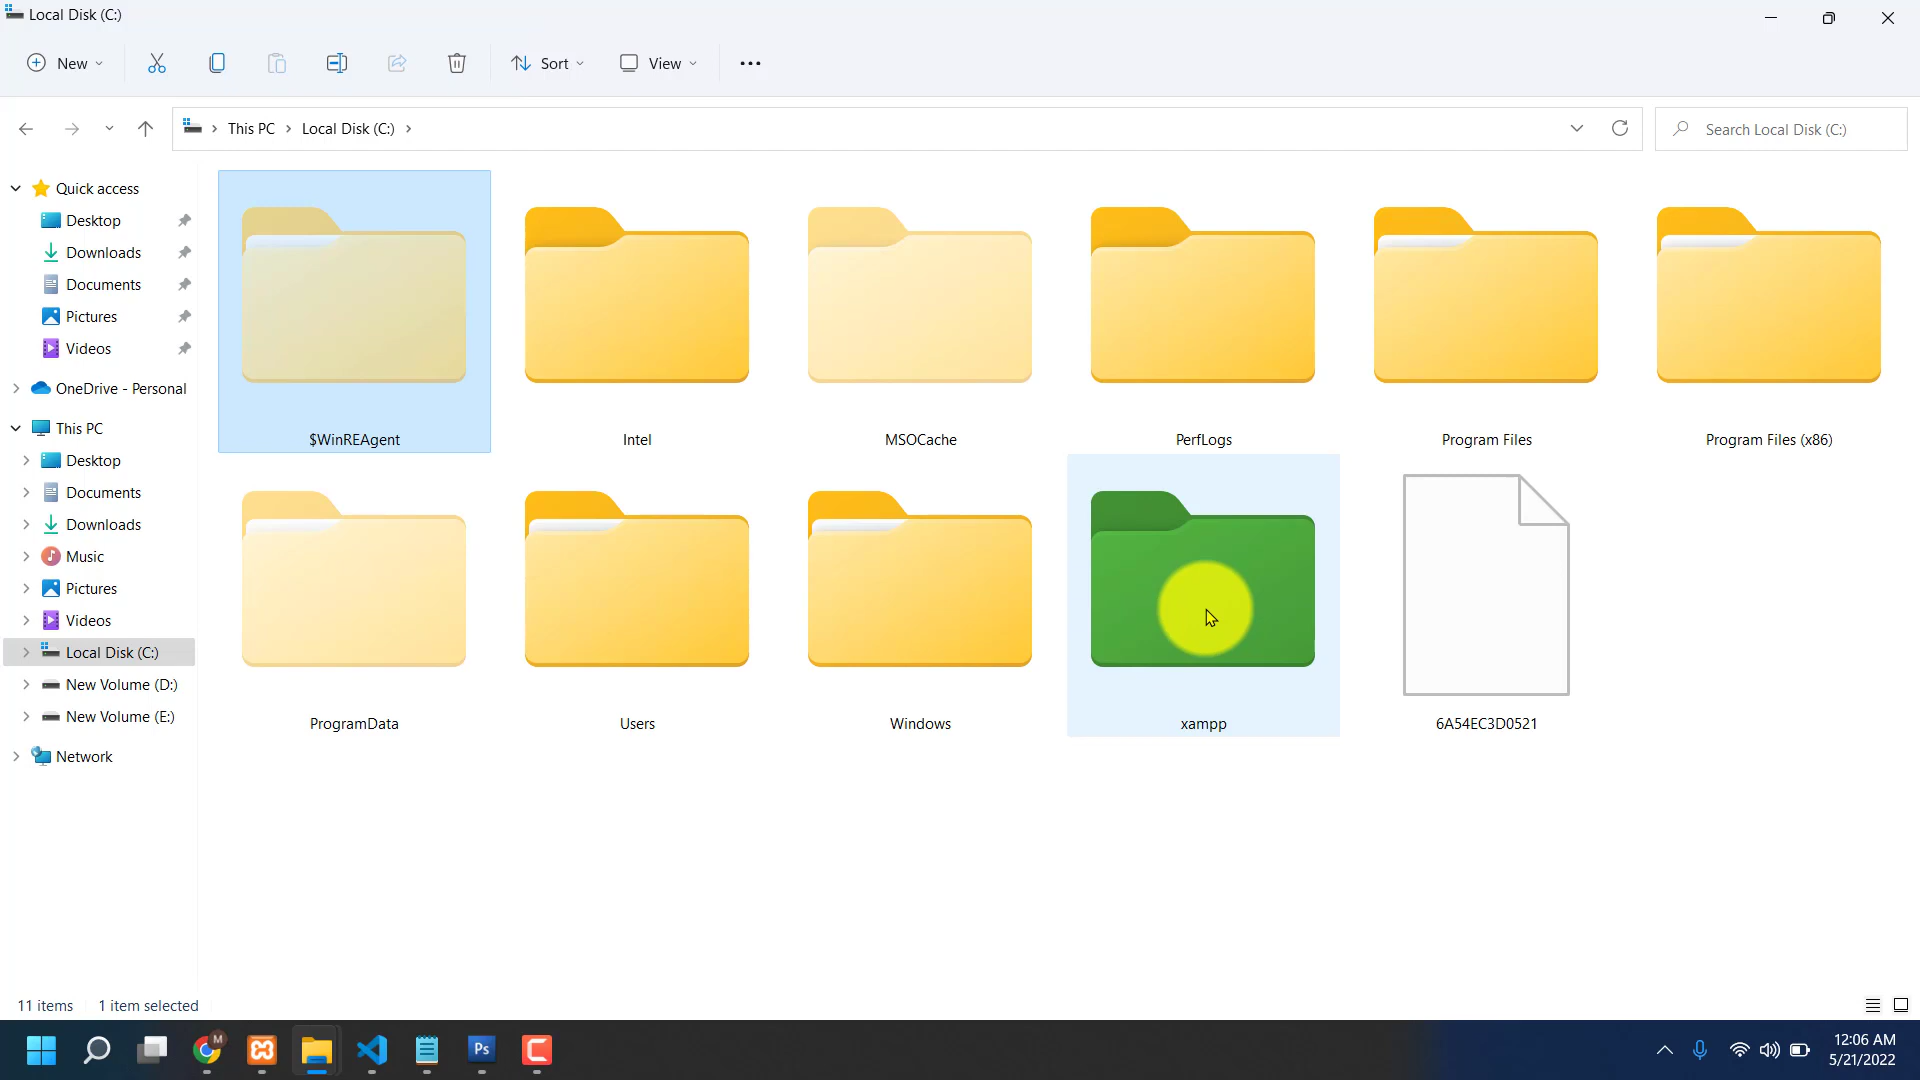 Local Disk (C:)
New
Sort
View
This PC
Local Disk (C:)
Search Local Disk (C:)
Quick access
Desktop
Downloads
Documents
Pictures
Videos
OneDrive - Personal
This PC
Desktop
Documents
Downloads
Music
Pictures
Videos
Local Disk (C:)
New Volume (D:)
New Volume (E:)
Network
$WinREAgent
Intel
MSOCache
PerfLogs
Program Files
Program Files (x86)
ProgramData
Users
Windows
xampp
6A54EC3D0521
11 items
1 item selected
M
Ps
12:06 AM
5/21/2022